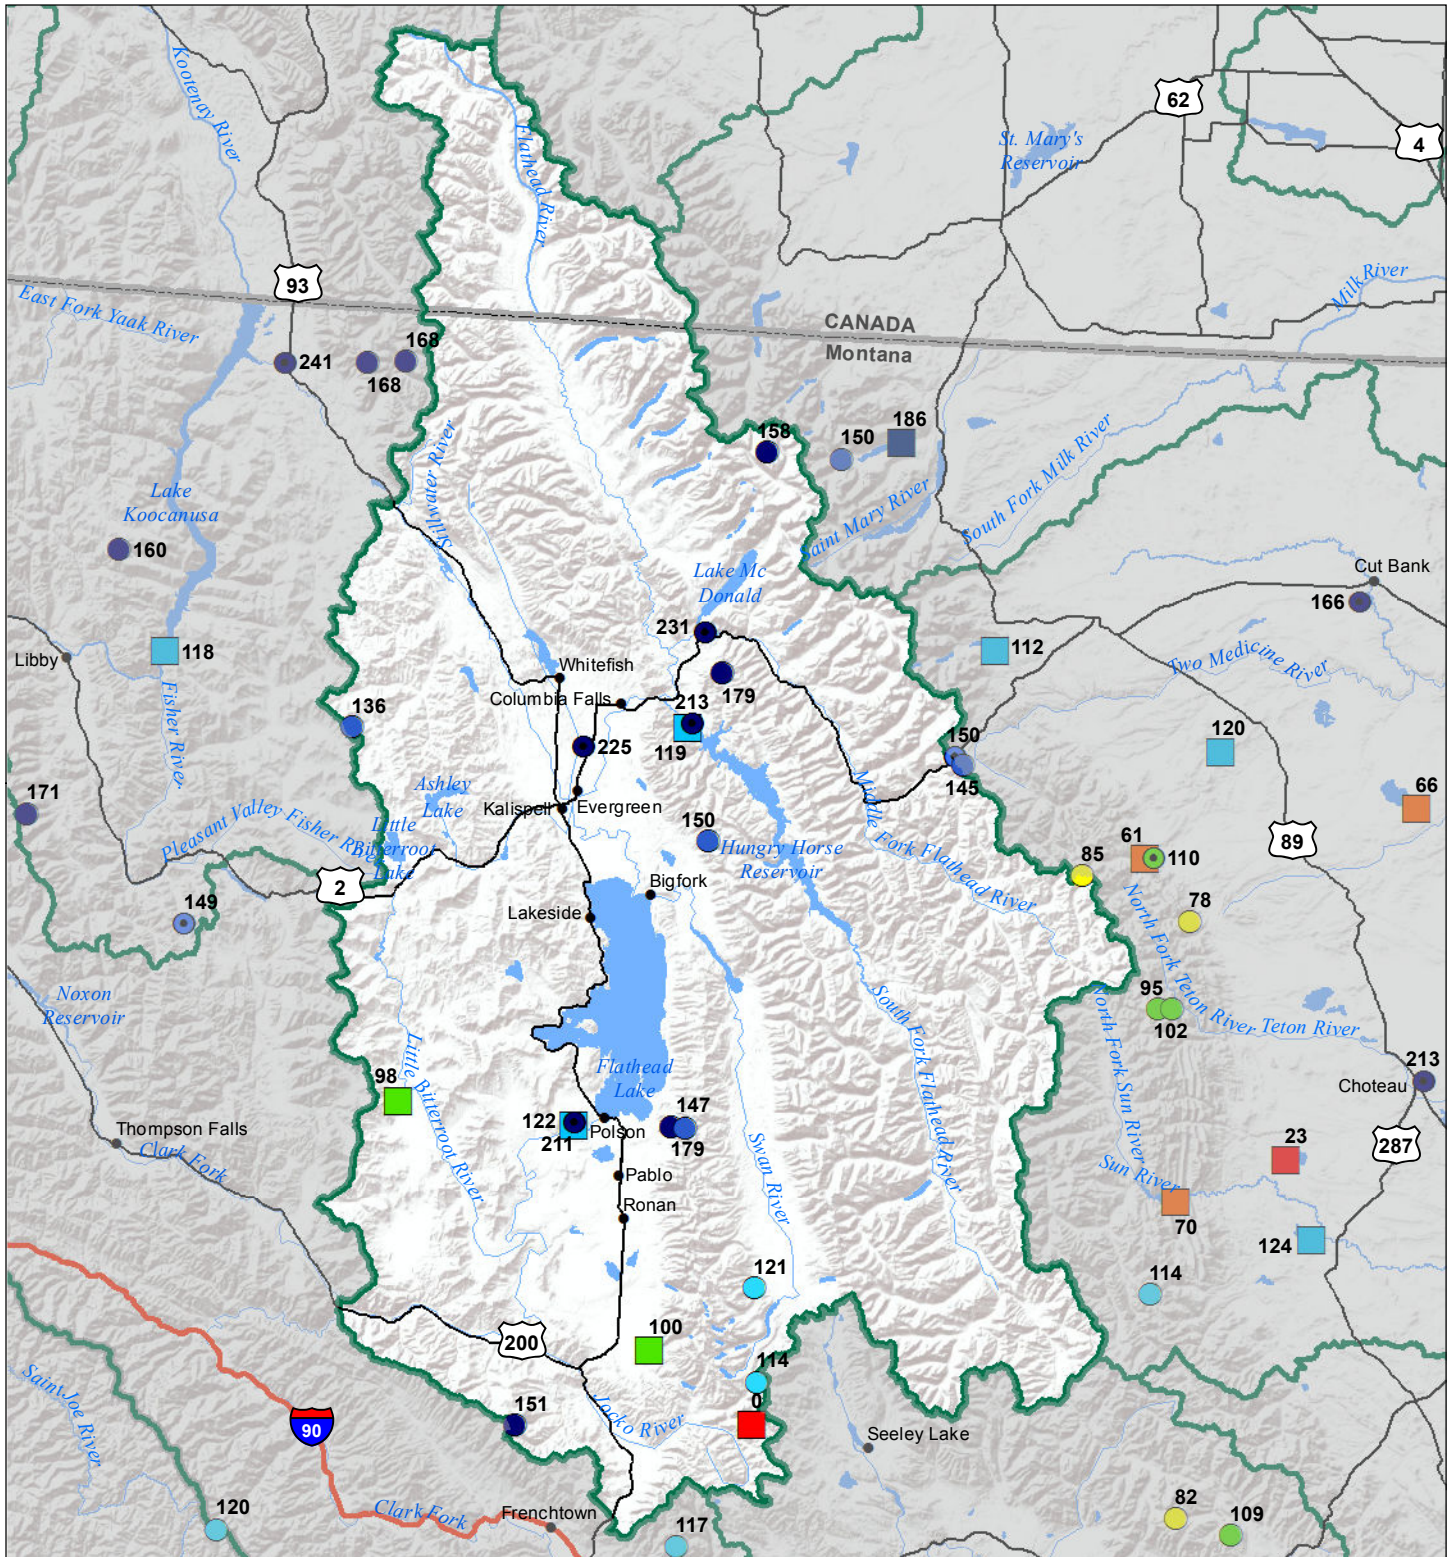 Kootenay River
Flathead River
62
St. Mary's
Reservoir
4
93
East Fork Yaak River
Milk River
CANADA
Montana
241
168
168
158
150
186
Stillwater River
Saint Mary River
South Fork Milk River
Lake
Koocanusa
160
Lake Mc
Donald
Cut Bank
166
231
118
Libby
Fisher River
Whitefish
Columbia Falls
179
112
Two Medicine River
136
213
119
225
150
145
120
171
Ashley
Lake
Kalispell
Evergreen
Middle Fork Flathead River
66
Pleasant Valley Fisher River
Little
Bitterroot
Lake
150
Hungry Horse
Reservoir
61
110
89
85
2
Bigfork
149
Lakeside
78
North Fork Teton River
Teton River
Noxon
Reservoir
South Fork Flathead River
North Fork Sun River
95
102
98
Little Bitterroot River
Flathead
Lake
213
Choteau
122
211
Polson
147
179
Thompson Falls
Clark Fork
Swan River
287
23
Pablo
Sun River
Ronan
70
124
121
114
200
100
114
0
Saint Joe River
151
Jocko River
90
Seeley Lake
120
Clark Fork
Frenchtown
117
82
109